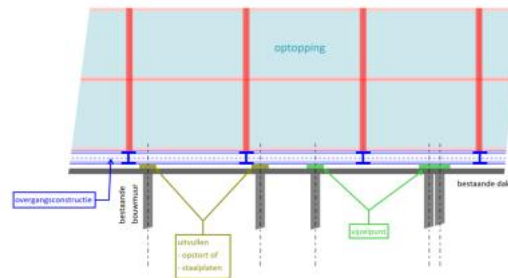 optopping
overgangsconstructie
bestaande
bouwmuur
bestaande dak
uitvullen
- opstort of
- staalplaten
vijzelpunt